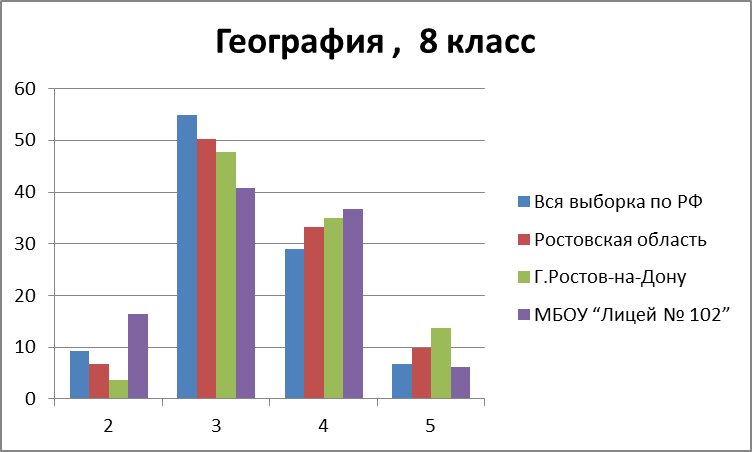 География ,  8 класс
60
50
40
30
20
10
0
2 3 4 5
Вся выборка по РФ
Ростовская область
Г.Ростов-на-Дону
МБОУ “Лицей № 102”